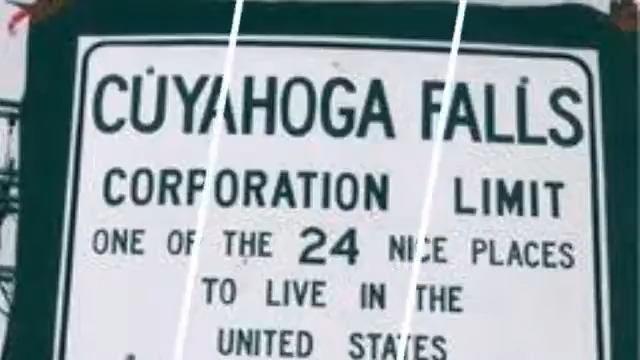 CUYAHOGA FALLS
CORPORATION LIMIT
ONE OF THE 24 NICE PLACES
TO LIVE IN THE
UNITED STATES